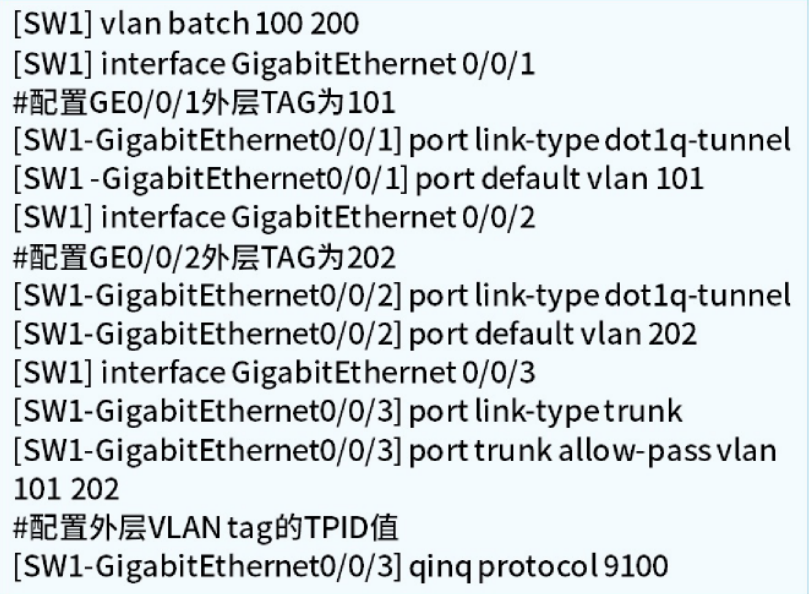 [SW1] vlan batch 100 200
[SW1] interface GigabitEthernet 0/0/1
#配置GE0/0/1外层TAG为101
[SW1-GigabitEthernet0/0/1] port link-type dot1q-tunnel
[SW1 -GigabitEthernet0/0/1] port default vlan 101
[SW1] interface GigabitEthernet 0/0/2
#配置GE0/0/2外层TAG为202
[SW1-GigabitEthernet0/0/2] port link-type dot1q-tunnel
[SW1-GigabitEthernet0/0/2] port default vlan 202
[SW1] interface GigabitEthernet 0/0/3
[SW1-GigabitEthernet0/0/3] port link-type trunk
[SW1-GigabitEthernet0/0/3] port trunk allow-pass vlan
101 202
#配置外层VLAN tag的TPID值
[SW1-GigabitEthernet0/0/3] qinq protocol 9100